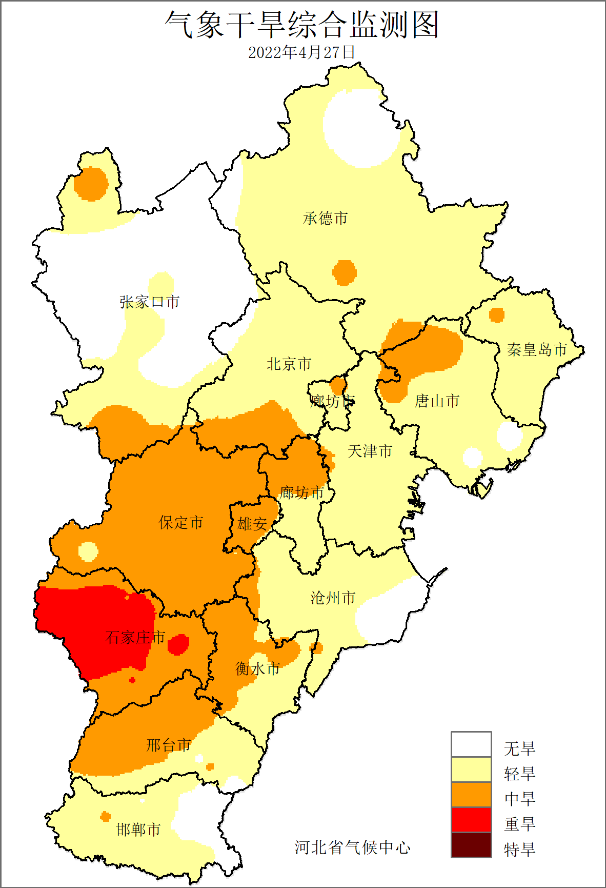 气象干旱综合监测图
2022年4月27日
承德市
张家口市
秦皇岛市
北京市
廊坊市
唐山市
天津市
廊坊市
保定市
雄安
沧州市
石家庄市
衡水市
邢台市
无旱
轻旱
中旱
重旱
特旱
邯郸市
河北省气候中心